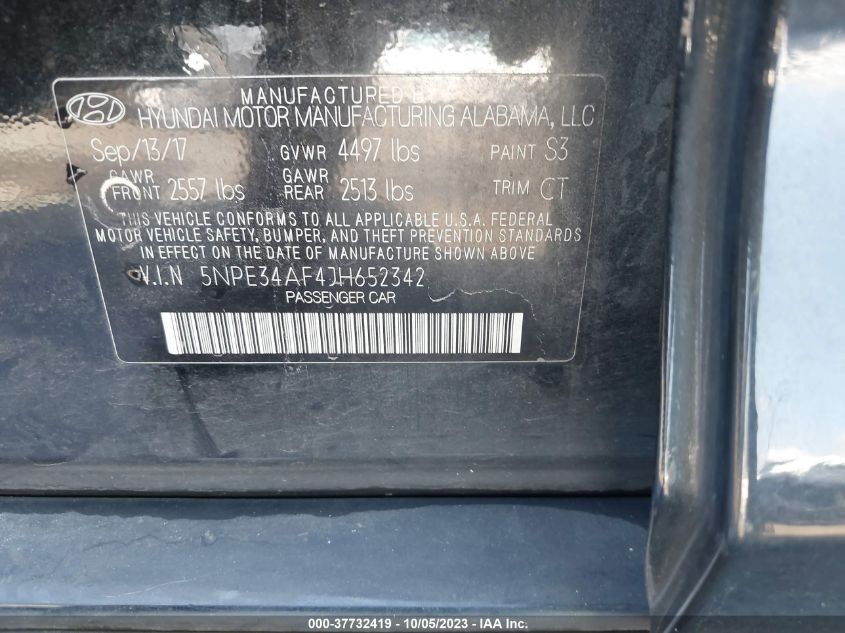 MANUFACTURED B
HYUNDAI MOTOR MANUFACTURING ALABAMA, LLC
Sep/13/17 GVWR 4497 lbs PAINT S3
GAWR FRONT 2557 lbs GAWR REAR 2513 lbs TRIM CT
THIS VEHICLE CONFORMS TO ALL APPLICABLE U.S.A. FEDERAL
MOTOR VEHICLE SAFETY, BUMPER, AND THEFT PREVENTION STANDARDS
IN EFFECT ON THE DATE OF MANUFACTURE SHOWN ABOVE
V.I.N 5NPE34AF4JH652342
PASSENGER CAR
000-37732419 - 10/05/2023 - IAA Inc.